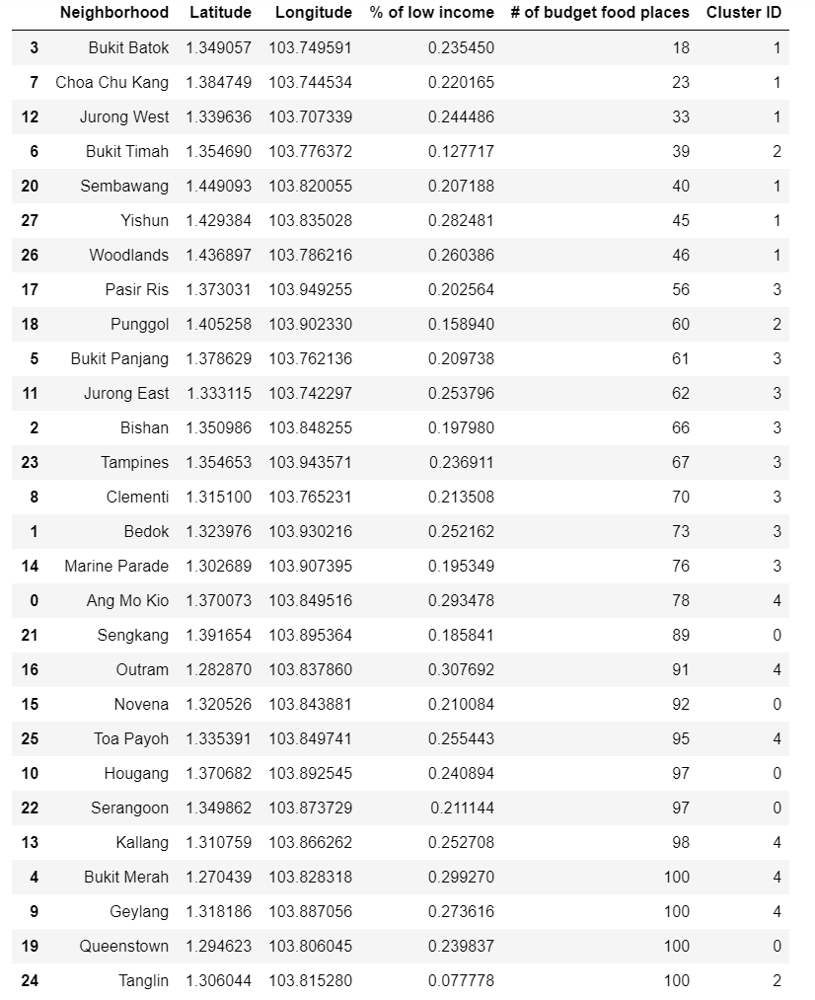 Neighborhood Latitude Longitude % of low income # of budget food places Cluster ID
3 Bukit Batok 1.349057 103.749591 0.235450 18 1
7 Choa Chu Kang 1.384749 103.744534 0.220165 23 1
12 Jurong West 1.339636 103.707339 0.244486 33 1
6 Bukit Timah 1.354690 103.776372 0.127717 39 2
20 Sembawang 1.449093 103.820055 0.207188 40 1
27 Yishun 1.429384 103.835028 0.282481 45 1
26 Woodlands 1.436897 103.786216 0.260386 46 1
17 Pasir Ris 1.373031 103.949255 0.202564 56 3
18 Punggol 1.405258 103.902330 0.158940 60 2
5 Bukit Panjang 1.378629 103.762136 0.209738 61 3
11 Jurong East 1.333115 103.742297 0.253796 62 3
2 Bishan 1.350986 103.848255 0.197980 66 3
23 Tampines 1.354653 103.943571 0.236911 67 3
8 Clementi 1.315100 103.765231 0.213508 70 3
1 Bedok 1.323976 103.930216 0.252162 73 3
14 Marine Parade 1.302689 103.907395 0.195349 76 3
0 Ang Mo Kio 1.370073 103.849516 0.293478 78 4
21 Sengkang 1.391654 103.895364 0.185841 89 0
16 Outram 1.282870 103.837860 0.307692 91 4
15 Novena 1.320526 103.843881 0.210084 92 0
25 Toa Payoh 1.335391 103.849741 0.255443 95 4
10 Hougang 1.370682 103.892545 0.240894 97 0
22 Serangoon 1.349862 103.873729 0.211144 97 0
13 Kallang 1.310759 103.866262 0.252708 98 4
4 Bukit Merah 1.270439 103.828318 0.299270 100 4
9 Geylang 1.318186 103.887056 0.273616 100 4
19 Queenstown 1.294623 103.806045 0.239837 100 0
24 Tanglin 1.306044 103.815280 0.077778 100 2